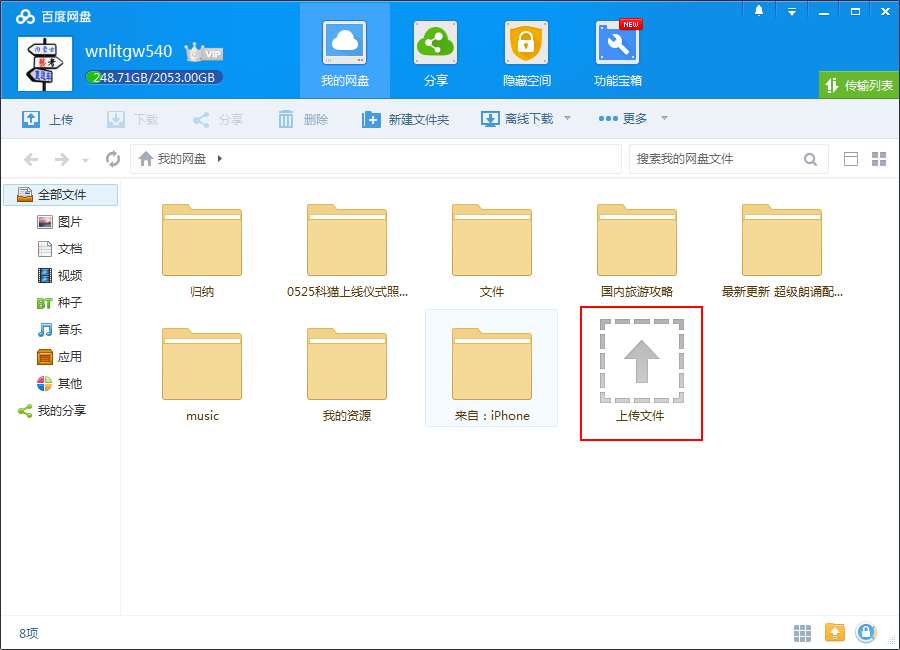 百度网盘
wnlitgw540 VIP
248.71GB/2053.00GB
我的网盘
分享
隐藏空间
NEW
功能宝箱
传输列表
上传 下载 分享 删除 新建文件夹 离线下载 更多
我的网盘
搜索我的网盘文件
全部文件
图片
文档
视频
BT 种子
音乐
应用
其他
我的分享
归纳
0525科猫上线仪式照...
文件
国内旅游攻略
最新更新 超级朗诵配...
music
我的资源
来自：iPhone
上传文件
8项